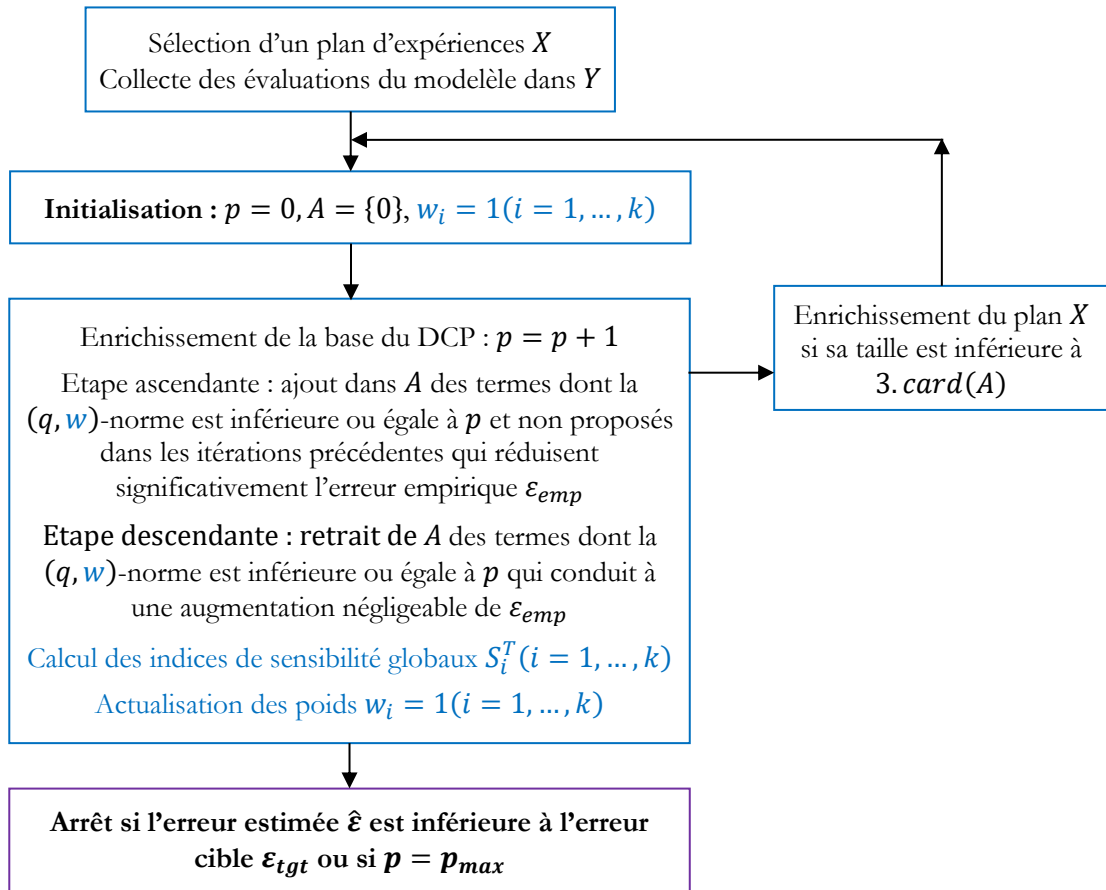 Sélection d'un plan d'expériences X
Collecte des évaluations du modelèle dans Y
Initialisation : p = 0, A = {0}, w_i = 1(i = 1, …, k)
Enrichissement de la base du DCP : p = p + 1
Etape ascendante : ajout dans A des termes dont la
(q, w)-norme est inférieure ou égale à p et non proposés
dans les itérations précédentes qui réduisent
significativement l'erreur empirique ε_emp
Etape descendante : retrait de A des termes dont la
(q, w)-norme est inférieure ou égale à p qui conduit à
une augmentation négligeable de ε_emp
Calcul des indices de sensibilité globaux S_i^T(i = 1, …, k)
Actualisation des poids w_i = 1(i = 1, …, k)
Enrichissement du plan X
si sa taille est inférieure à
3. card(A)
Arrêt si l'erreur estimée ε̂ est inférieure à l'erreur
cible ε_tgt ou si p = p_max